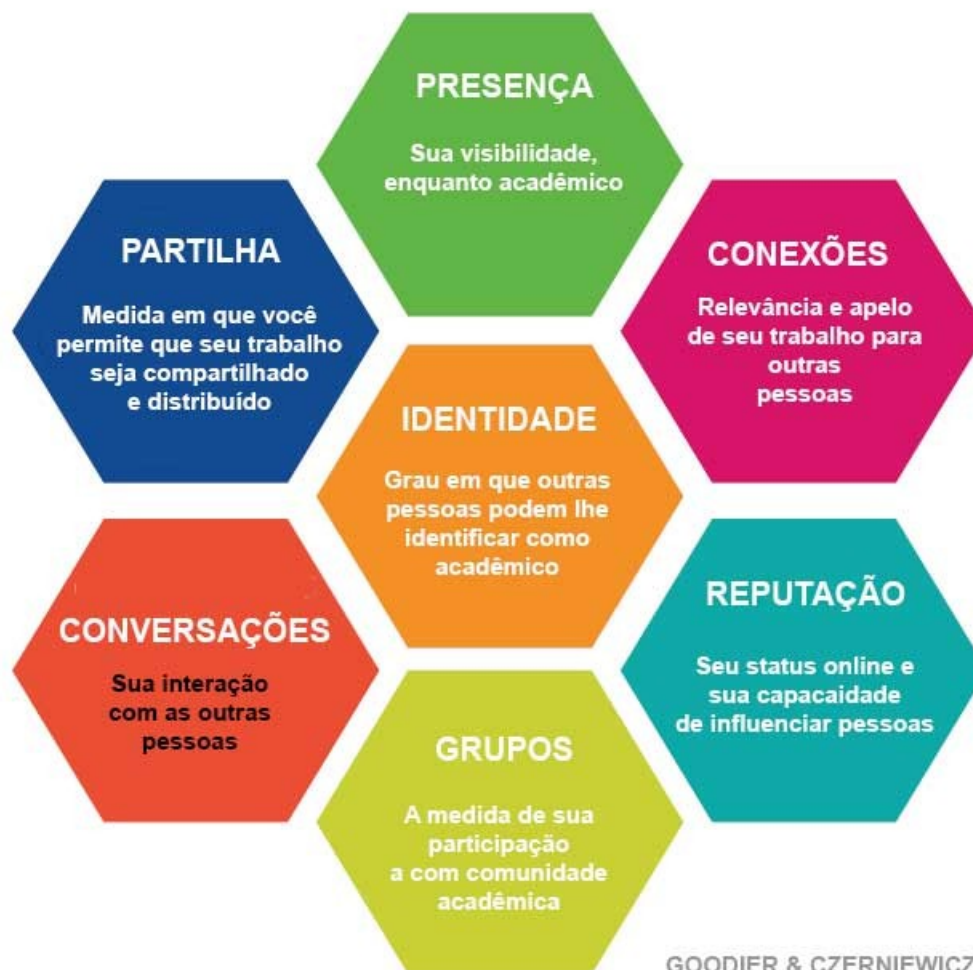 PRESENÇA
Sua visibilidade,
enquanto acadêmico
PARTILHA
Medida em que você
permite que seu trabalho
seja compartilhado
e distribuído
CONEXÕES
Relevância e apelo
de seu trabalho para
outras
pessoas
IDENTIDADE
Grau em que outras
pessoas podem lhe
identificar como
acadêmico
CONVERSAÇÕES
Sua interação
com as outras
pessoas
REPUTAÇÃO
Seu status online e
sua capacaidade
de influenciar pessoas
GRUPOS
A medida de sua
participação
a com comunidade
acadêmica
GOODIER & CZERNIEWICZ